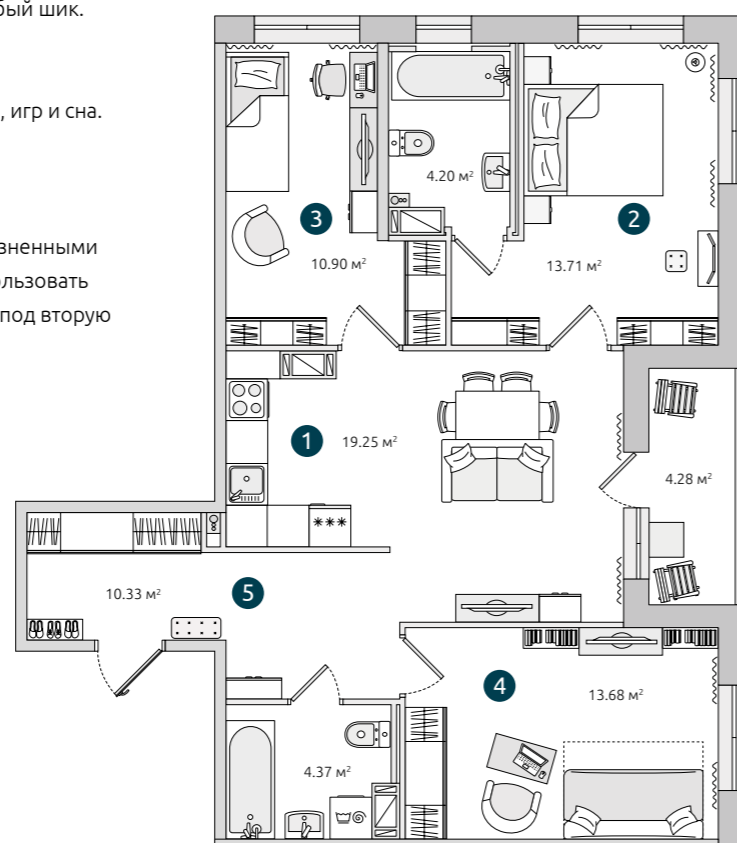 бый шик.
, игр и сна.
зненными
льзовать
под вторую
4.20 м²
3
2
10.90 м²
13.71 м²
1
19.25 м²
4.28 м²
***
10.33 м²
5
4
13.68 м²
4.37 м²